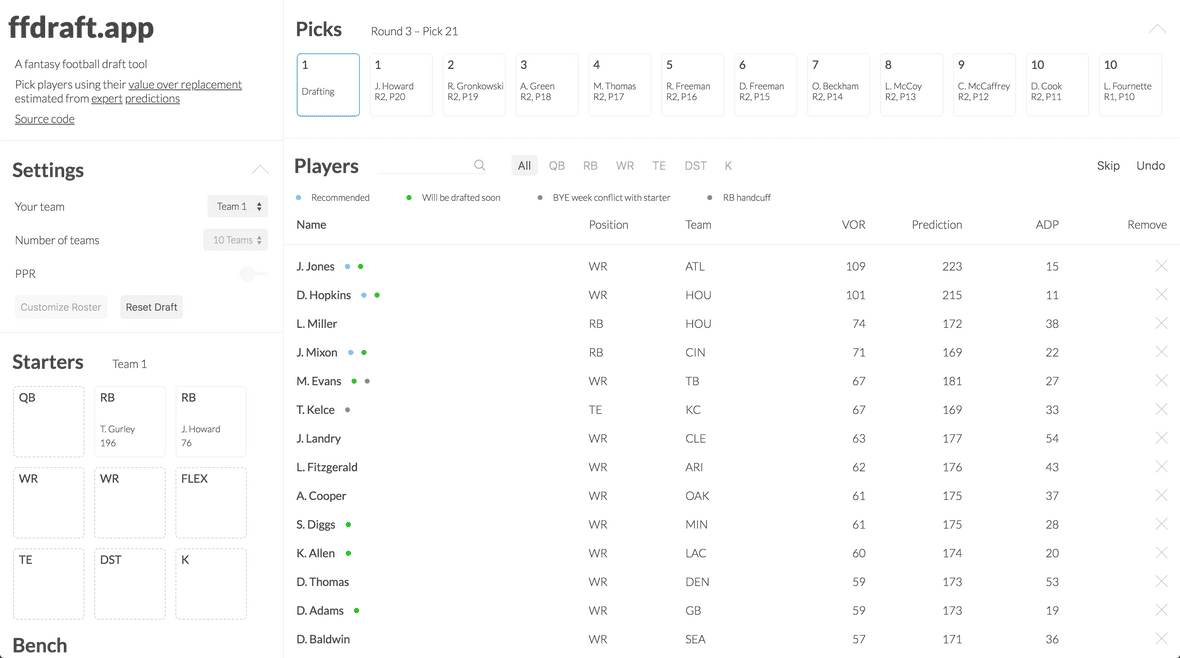 ffdraft.app
A fantasy football draft tool
Pick players using their value over replacement
estimated from expert predictions
Source code
Settings
Your team Team 1
Number of teams 10 Teams
PPR
Customize Roster Reset Draft
Starters Team 1
QB RB RB
T. Gurley J. Howard
196 76
WR WR FLEX
TE DST K
Bench
Picks Round 3 – Pick 21
1 1 2 3 4 5 6 7 8 9 10 10
Drafting J. Howard R. Gronkowski A. Green M. Thomas R. Freeman D. Freeman O. Beckham L. McCoy C. McCaffrey D. Cook L. Fournette
R2, P20 R2, P19 R2, P18 R2, P17 R2, P16 R2, P15 R2, P14 R2, P13 R2, P12 R2, P11 R1, P10
Players All QB RB WR TE DST K Skip Undo
Recommended Will be drafted soon BYE week conflict with starter RB handcuff
Name Position Team VOR Prediction ADP Remove
J. Jones WR ATL 109 223 15
D. Hopkins WR HOU 101 215 11
L. Miller RB HOU 74 172 38
J. Mixon RB CIN 71 169 22
M. Evans WR TB 67 181 27
T. Kelce TE KC 67 169 33
J. Landry WR CLE 63 177 54
L. Fitzgerald WR ARI 62 176 43
A. Cooper WR OAK 61 175 37
S. Diggs WR MIN 61 175 28
K. Allen WR LAC 60 174 20
D. Thomas WR DEN 59 173 53
D. Adams WR GB 59 173 19
D. Baldwin WR SEA 57 171 36